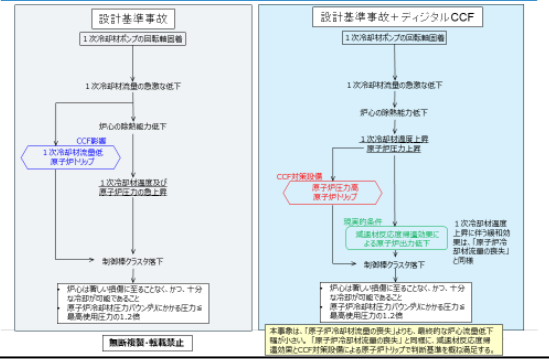 設計基準事故
1次冷却材ポンプの回転軸固着
1次冷却材流量の急激な低下
炉心の除熱能力低下
CCF影響
1次冷却材流量低
原子炉トリップ
1次冷却材温度及び
原子炉圧力の急上昇
制御棒クラスタ落下
• 炉心は著しい損傷に至ることなく、かつ、十分
な冷却が可能であること
• 原子炉冷却材圧力バウンダリにかかる圧力≦
最高使用圧力の1.2倍
無断複製・転載禁止
設計基準事故+ディジタルCCF
1次冷却材ポンプの回転軸固着
1次冷却材流量の急激な低下
炉心の除熱能力低下
1次冷却材温度上昇
原子炉圧力上昇
CCF対策設備
原子炉圧力高
原子炉トリップ
現実的条件
減速材反応度帰還効果に
よる原子炉出力低下
1次冷却材温度
上昇に伴う緩和効
果は、「原子炉冷
却材流量の喪失」
と同様
制御棒クラスタ落下
• 炉心は著しい損傷に至ることなく、かつ、十分
な冷却が可能であること
• 原子炉冷却材圧力バウンダリにかかる圧力≦
最高使用圧力の1.2倍
本事象は、「原子炉冷却材流量の喪失」よりも、最終的な炉心流量低下
幅が小さい。「原子炉冷却材流量の喪失」と同様に、減速材反応度帰
還効果とCCF対策設備による原子炉トリップで判断基準を概ね満足する。